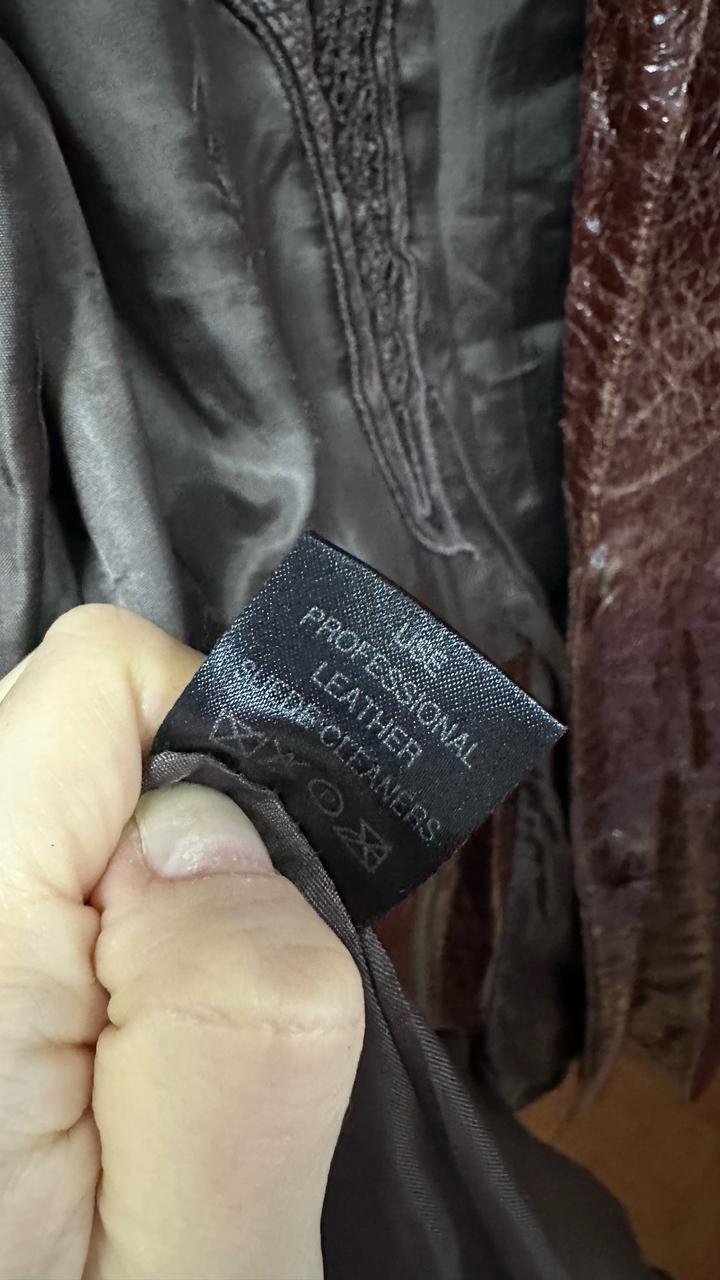 USE
PROFESSIONAL
LEATHER
SUEDE CLEANERS
P